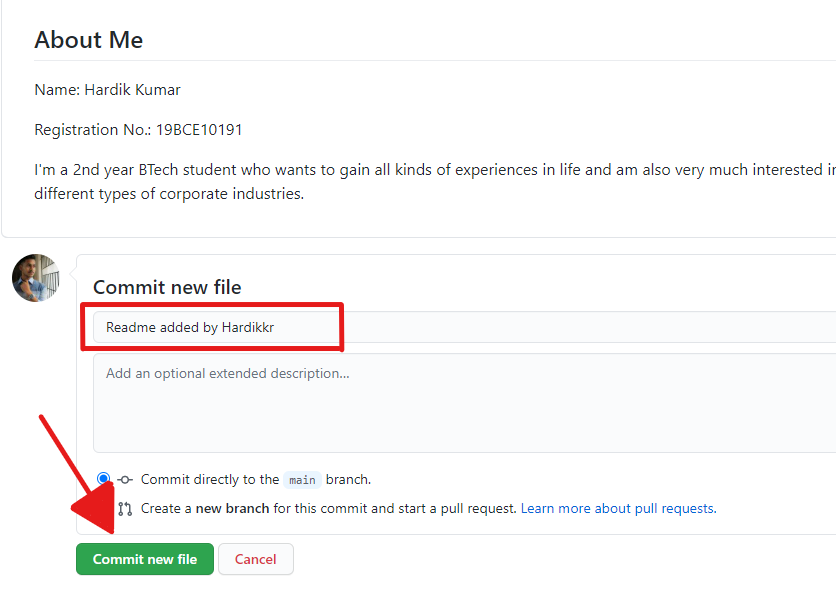 About Me
Name: Hardik Kumar
Registration No.: 19BCE10191
I'm a 2nd year BTech student who wants to gain all kinds of experiences in life and am also very much interested in
different types of corporate industries.
Commit new file
Readme added by Hardikkr
Add an optional extended description...
Commit directly to the main branch.
Create a new branch for this commit and start a pull request. Learn more about pull requests.
Commit new file Cancel